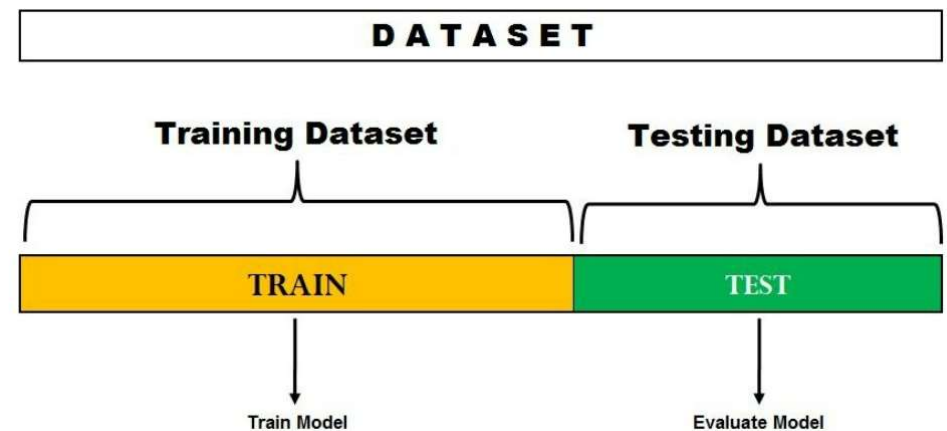 DATASET
Training Dataset
Testing Dataset
TRAIN
TEST
Train Model
Evaluate Model